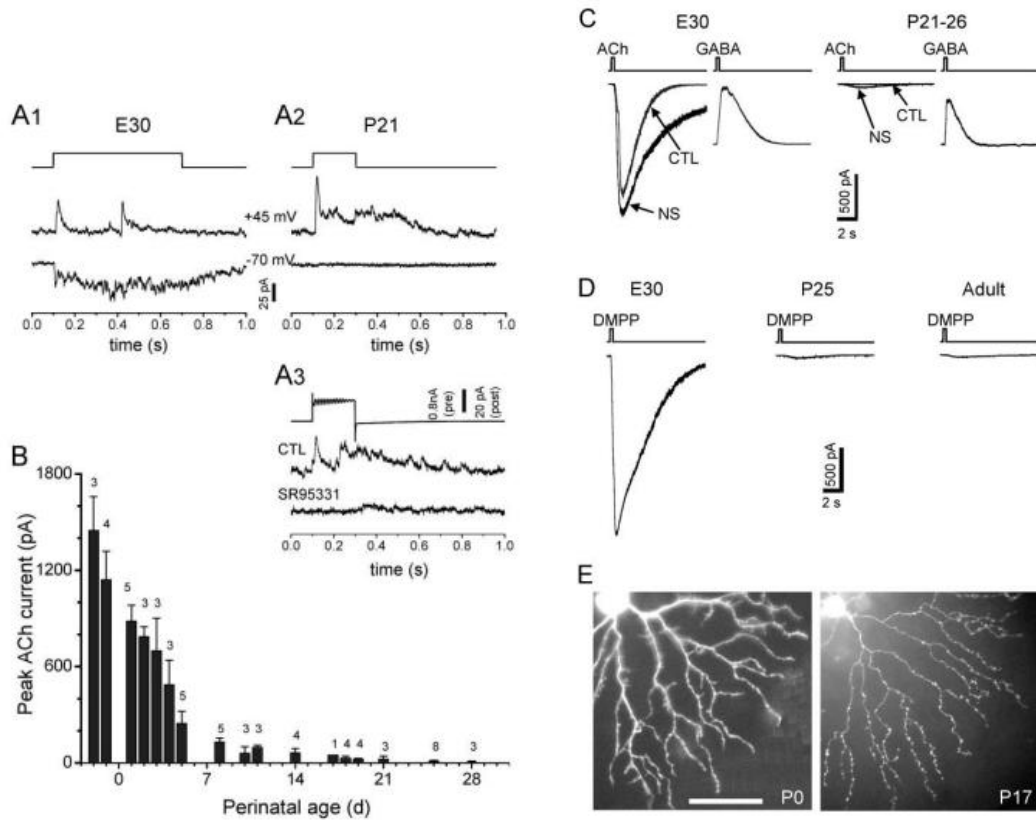 A1
E30
A2
P21
+45 mV
-70 mV
25 pA
0.0 0.2 0.4 0.6 0.8 1.0
time (s)
0.0 0.2 0.4 0.6 0.8 1.0
time (s)
A3
0.8nA
(pre)
20 pA
(post)
CTL
SR95331
0.0 0.2 0.4 0.6 0.8 1.0
time (s)
B
Peak ACh current (pA)
1800
1200
600
0
3
4
5
3 3
4
5
5
3 3
4
1 4 4
3
8
3
0 7 14 21 28
Perinatal age (d)
C
E30
P21-26
ACh
GABA
ACh
GABA
CTL
NS
CTL
NS
500 pA
2 s
D
E30
P25
Adult
DMPP
DMPP
DMPP
500 pA
2 s
E
P0
P17